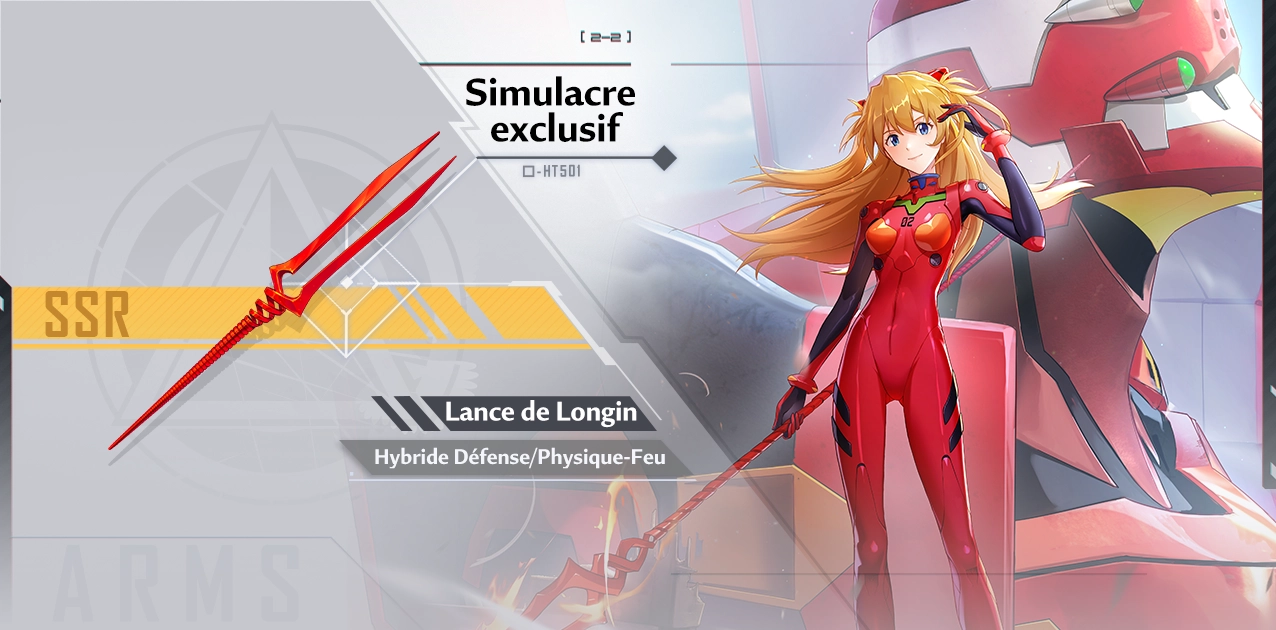 [ 2-2 ]
Simulacre
exclusif
-HT501
SSR
Lance de Longin
Hybride Défense/Physique-Feu
02
ARMS